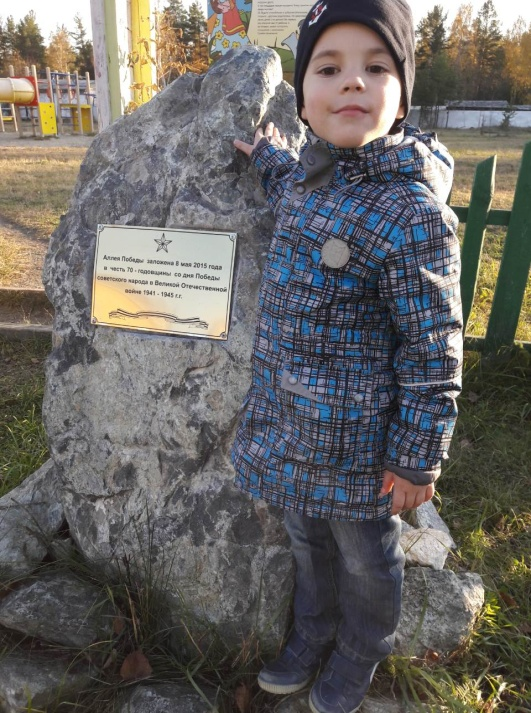 Аллея Победы заложена 8 мая 2015 года
в честь 70 - годовщины со дня Победы
советского народа в Великой Отечественной
войне 1941 - 1945 г.г.